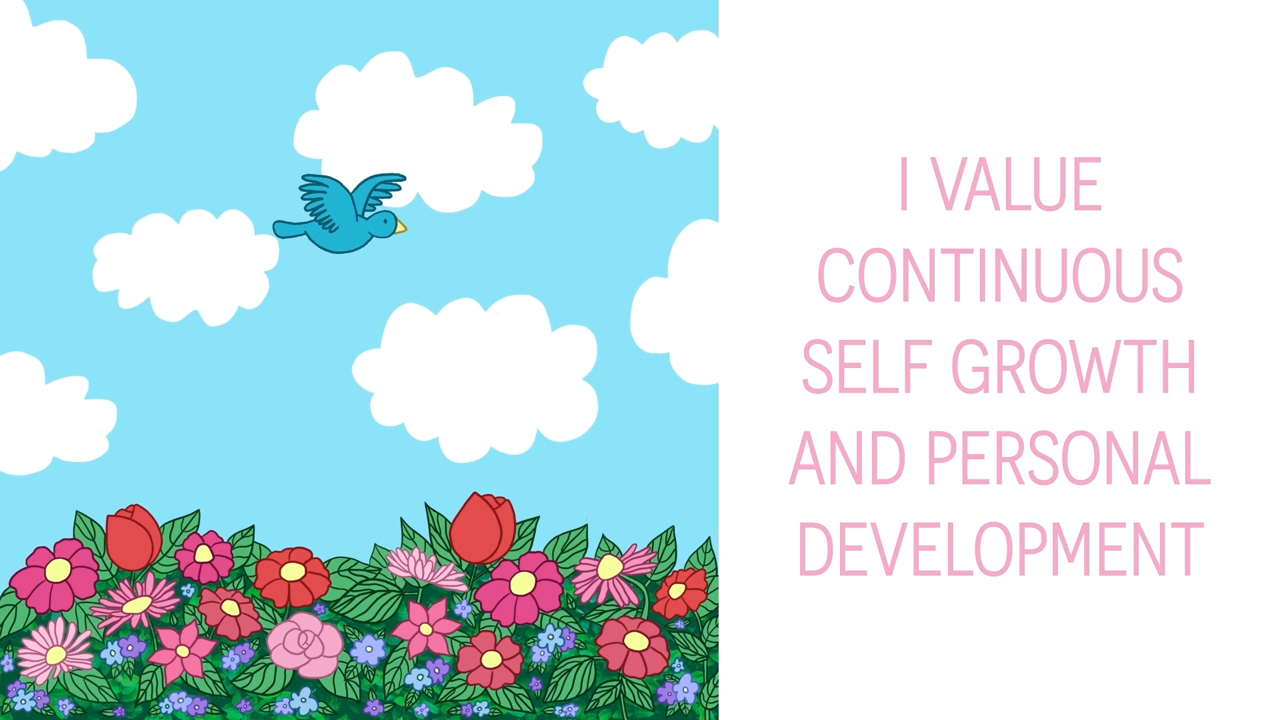 I VALUE
CONTINUOUS
SELF GROWTH
AND PERSONAL
DEVELOPMENT